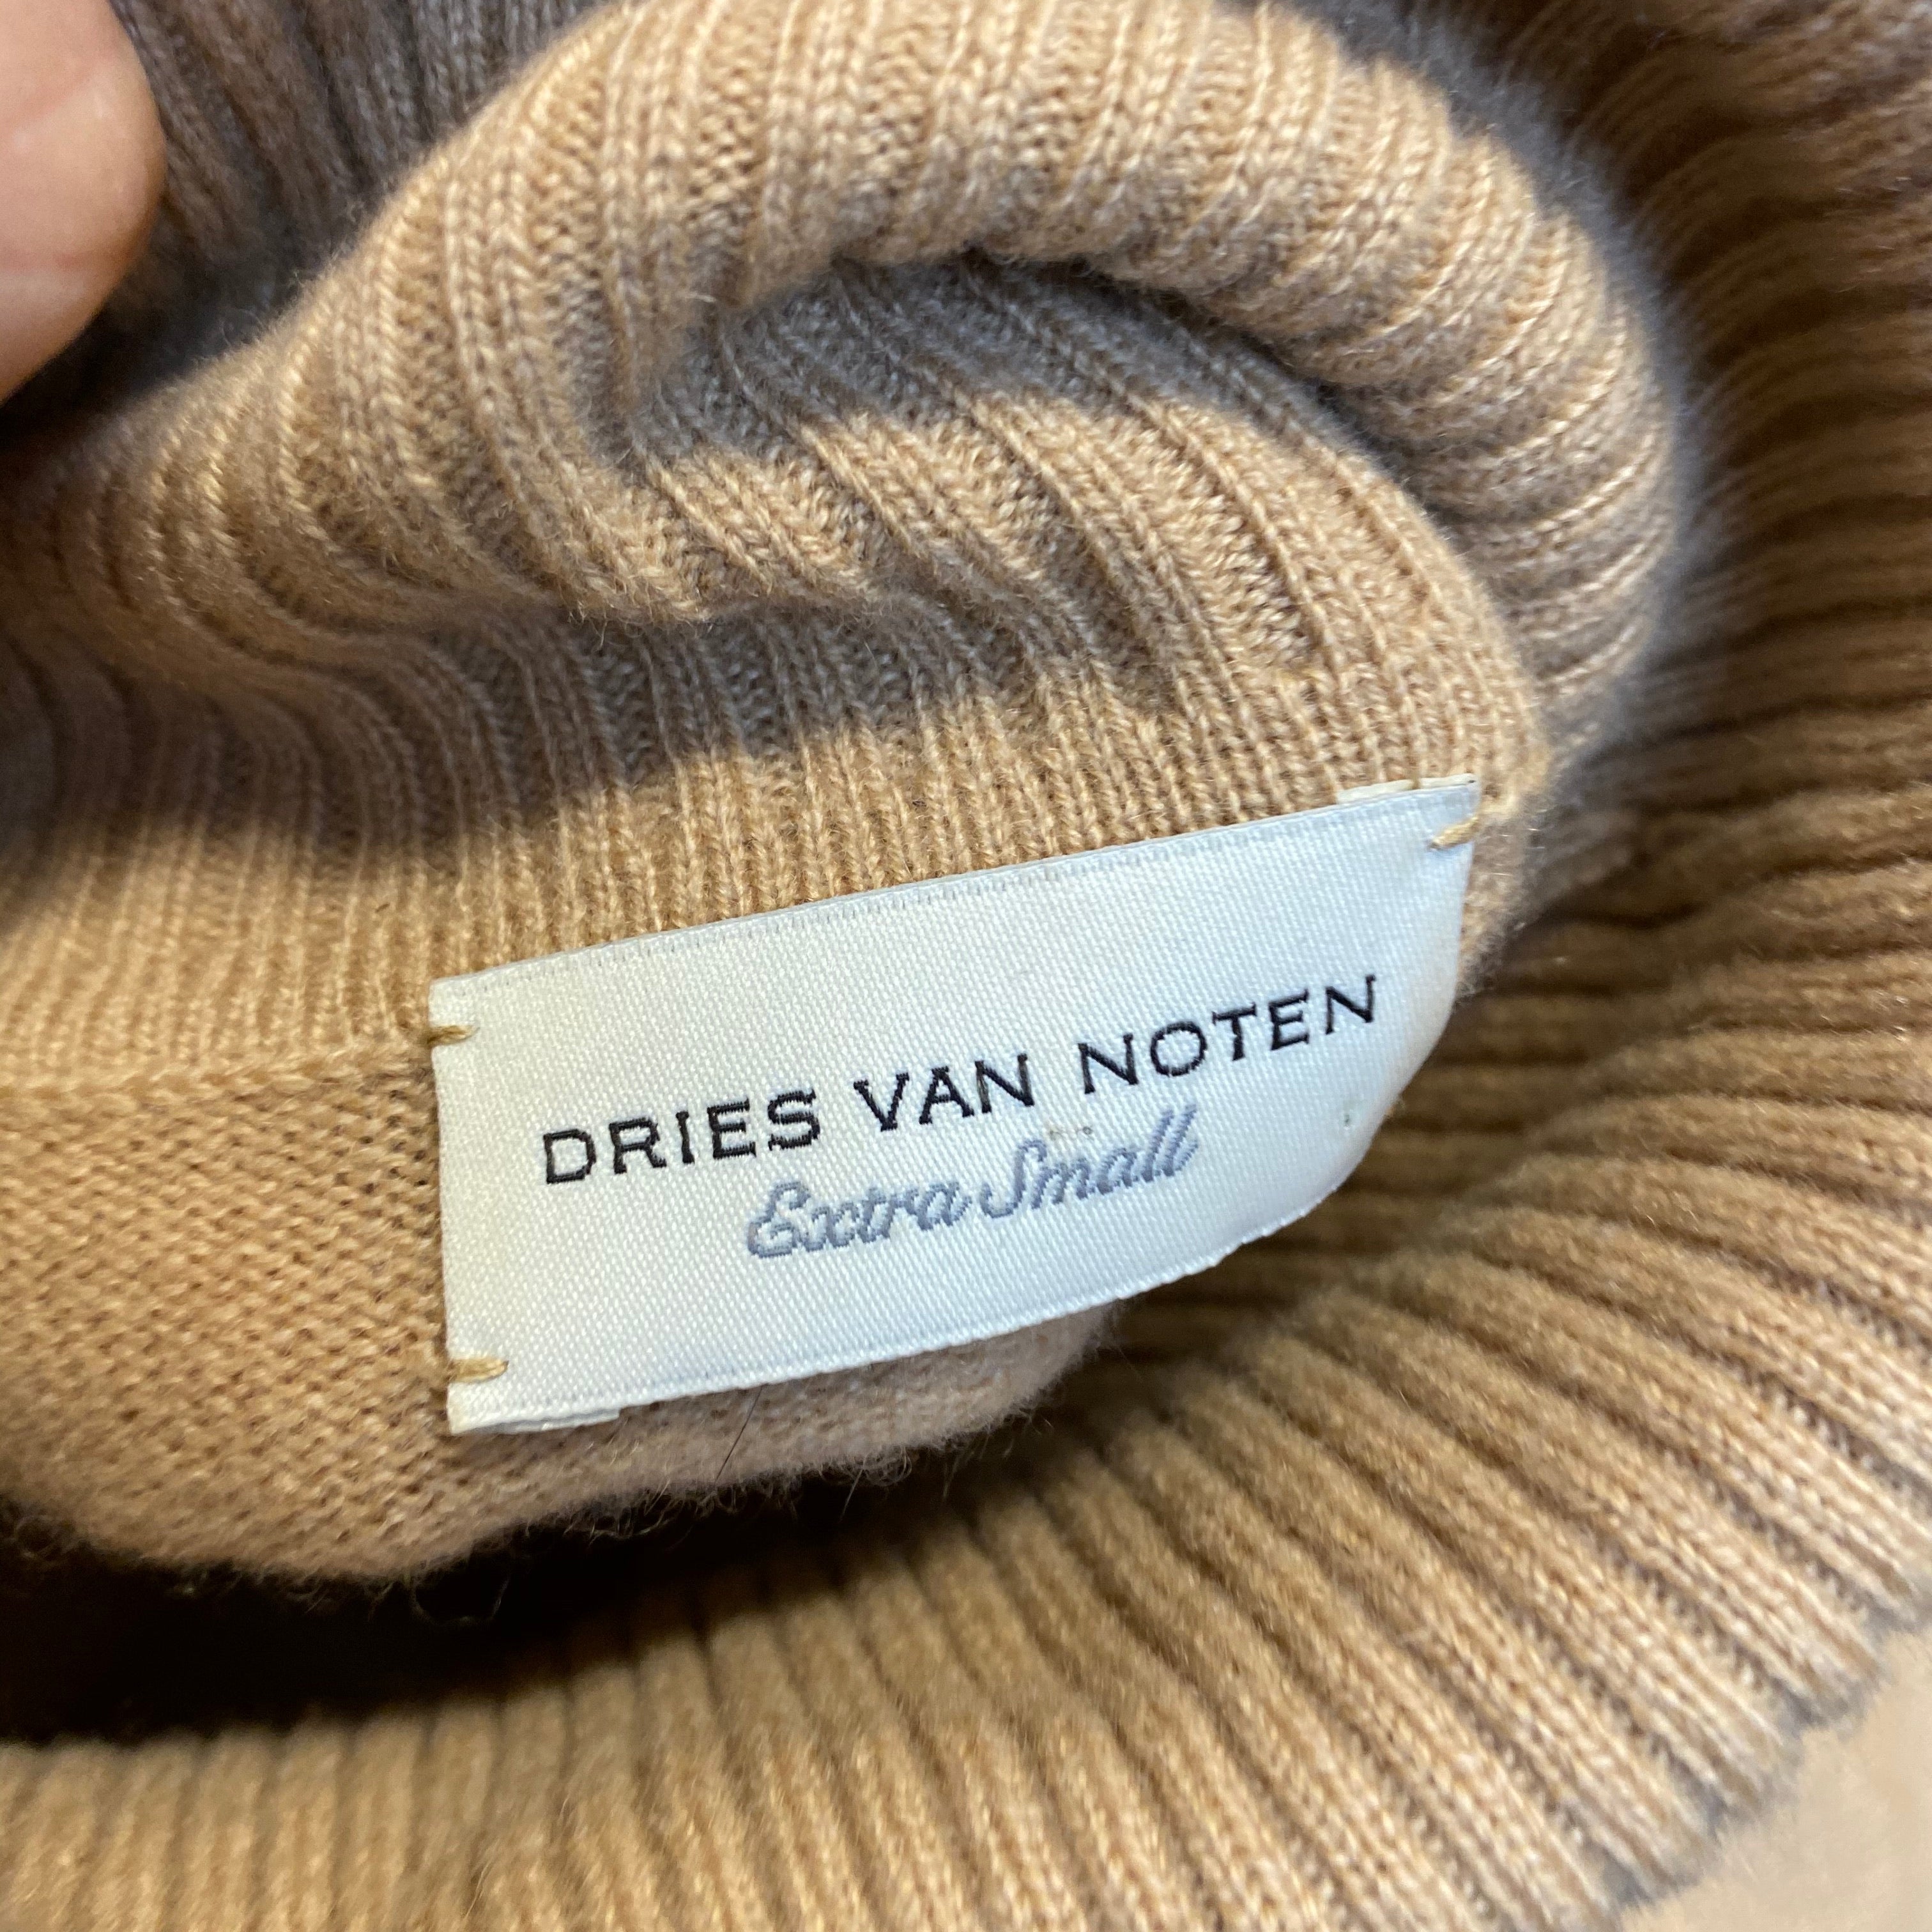 DRIES VAN NOTEN
Extra Small